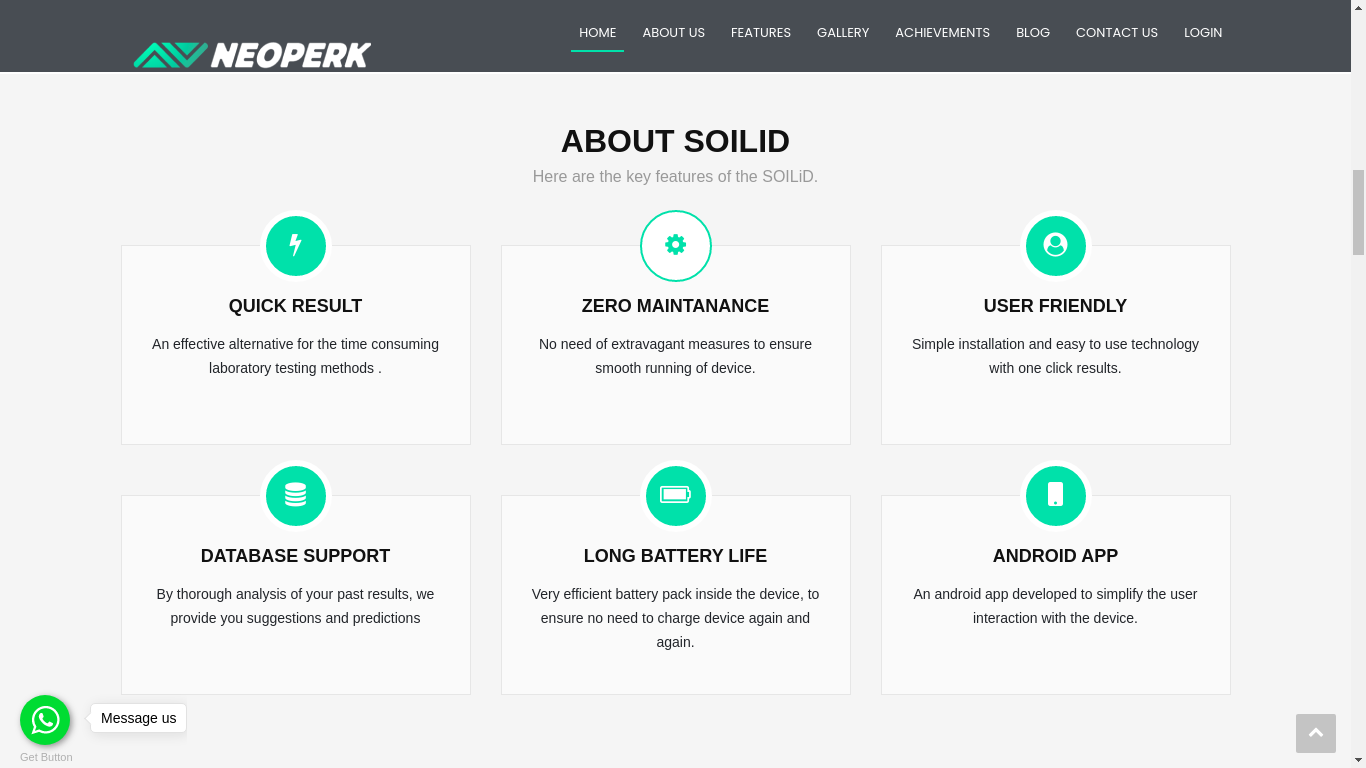 NEOPERK
HOME ABOUT US FEATURES GALLERY ACHIEVEMENTS BLOG CONTACT US LOGIN
ABOUT SOILID
Here are the key features of the SOILiD.
QUICK RESULT
An effective alternative for the time consuming
laboratory testing methods .
ZERO MAINTANANCE
No need of extravagant measures to ensure
smooth running of device.
USER FRIENDLY
Simple installation and easy to use technology
with one click results.
DATABASE SUPPORT
By thorough analysis of your past results, we
provide you suggestions and predictions
LONG BATTERY LIFE
Very efficient battery pack inside the device, to
ensure no need to charge device again and
again.
ANDROID APP
An android app developed to simplify the user
interaction with the device.
Message us
Get Button